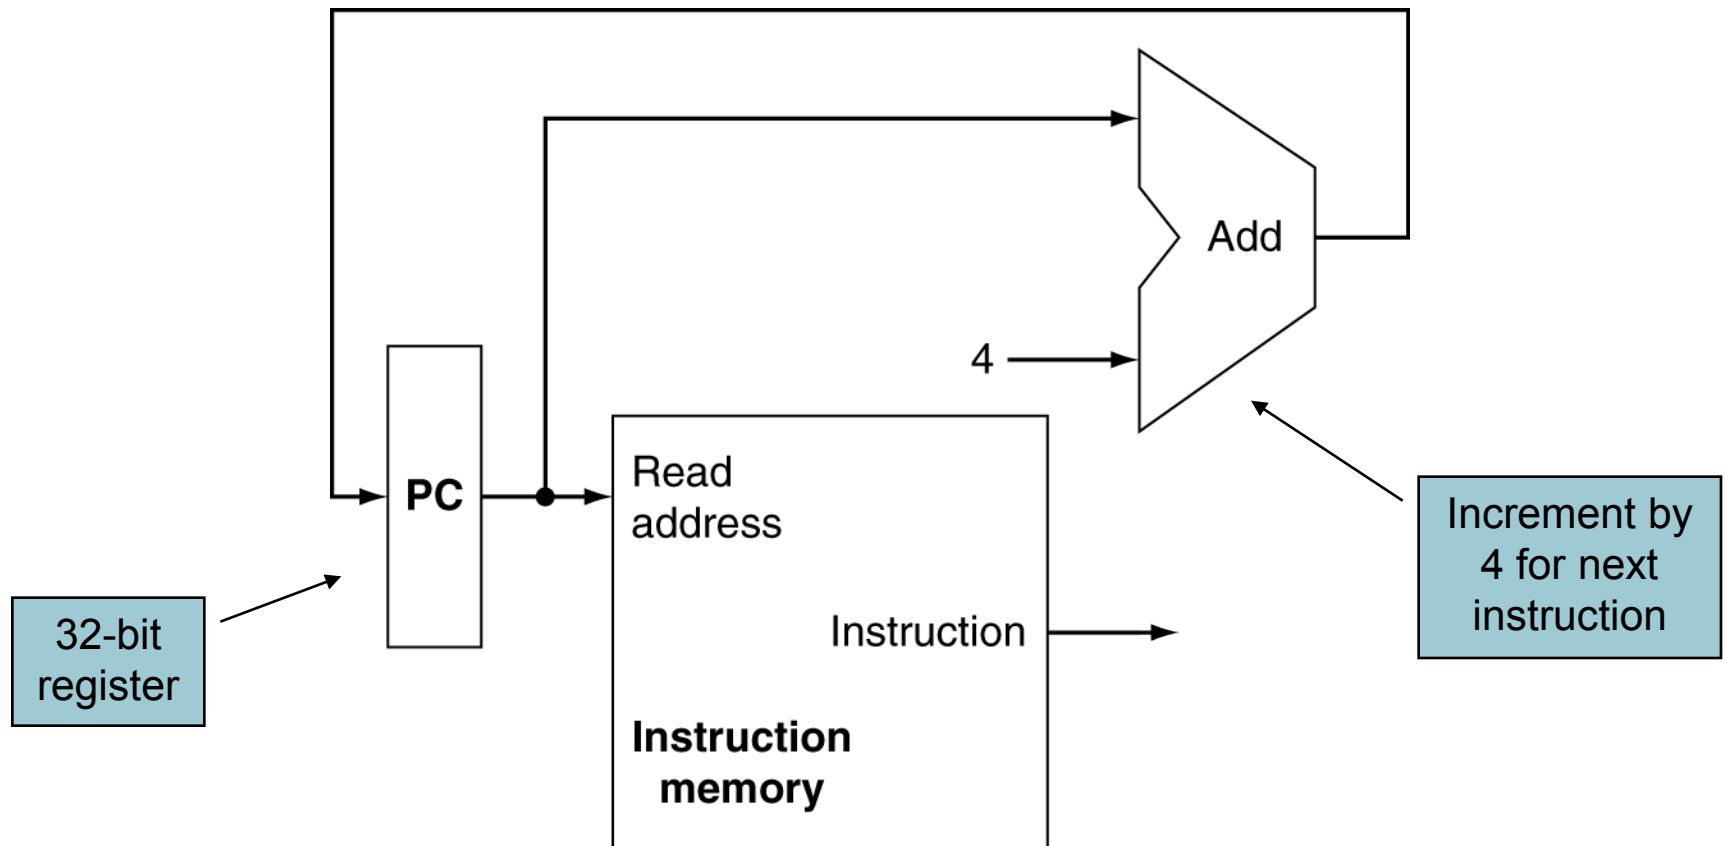 Add
4
PC
Read
address
Instruction
Instruction
memory
32-bit
register
Increment by
4 for next
instruction